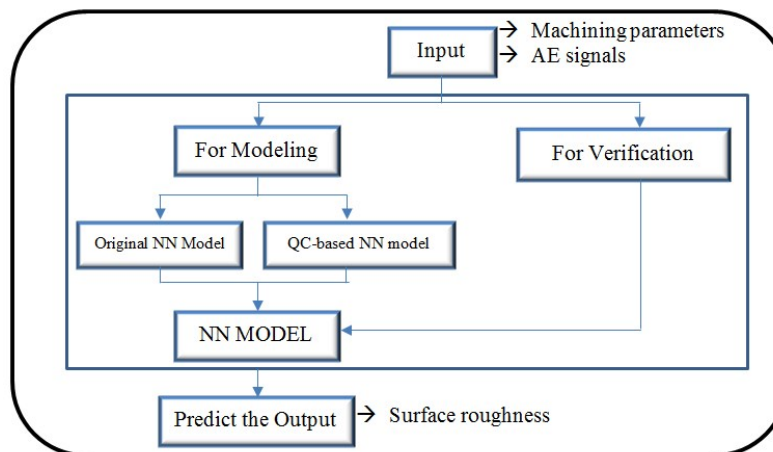 Input
→ Machining parameters
→ AE signals
For Modeling
For Verification
Original NN Model
QC-based NN model
NN MODEL
Predict the Output
→ Surface roughness